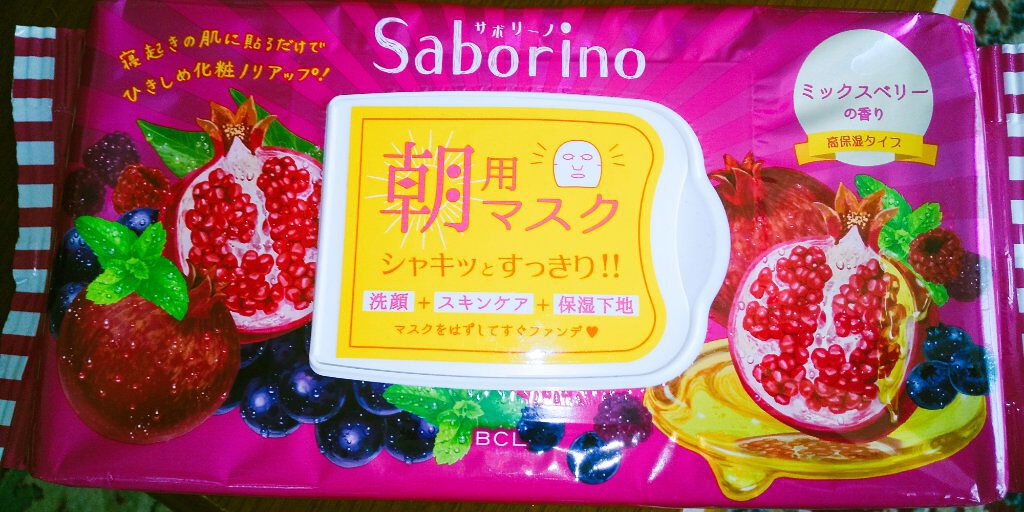 寝起きの肌に貼るだけで
ひきしめ化粧ノリアップ!
サボリーノ
Saborino
ミックスベリー
の香り
高保湿タイプ
朝用
マスク
シャキッとすっきり!!
洗顔+スキンケア+保湿下地
マスクをはずしてすぐファンデ♥
BCL